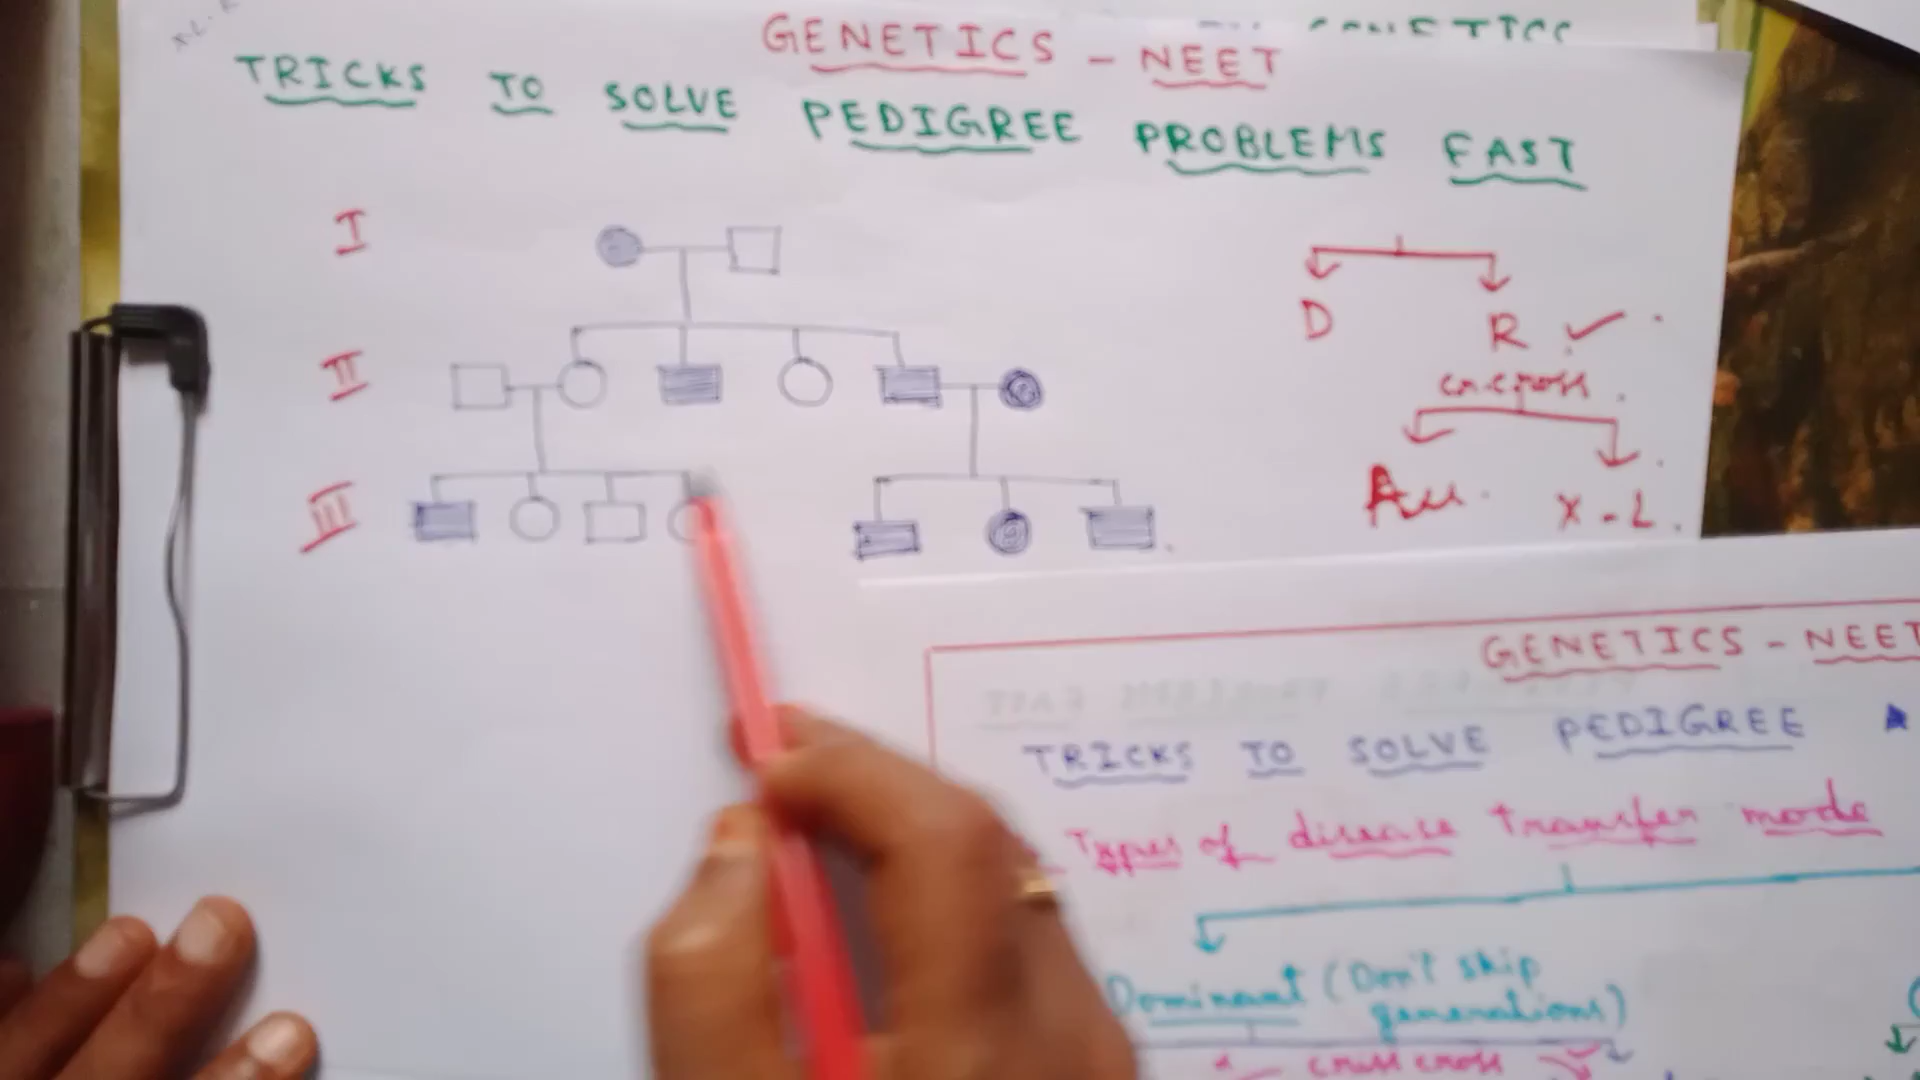 GENETICS - NEET
TRICKS TO SOLVE PEDIGREE PROBLEMS FAST
I
II
III
D R ✓
Au. X-L.
GENETICS - NEET
TRICKS TO SOLVE PEDIGREE
Types of disease transfer mode
Dominant (Don't skip
generations)
criss cross